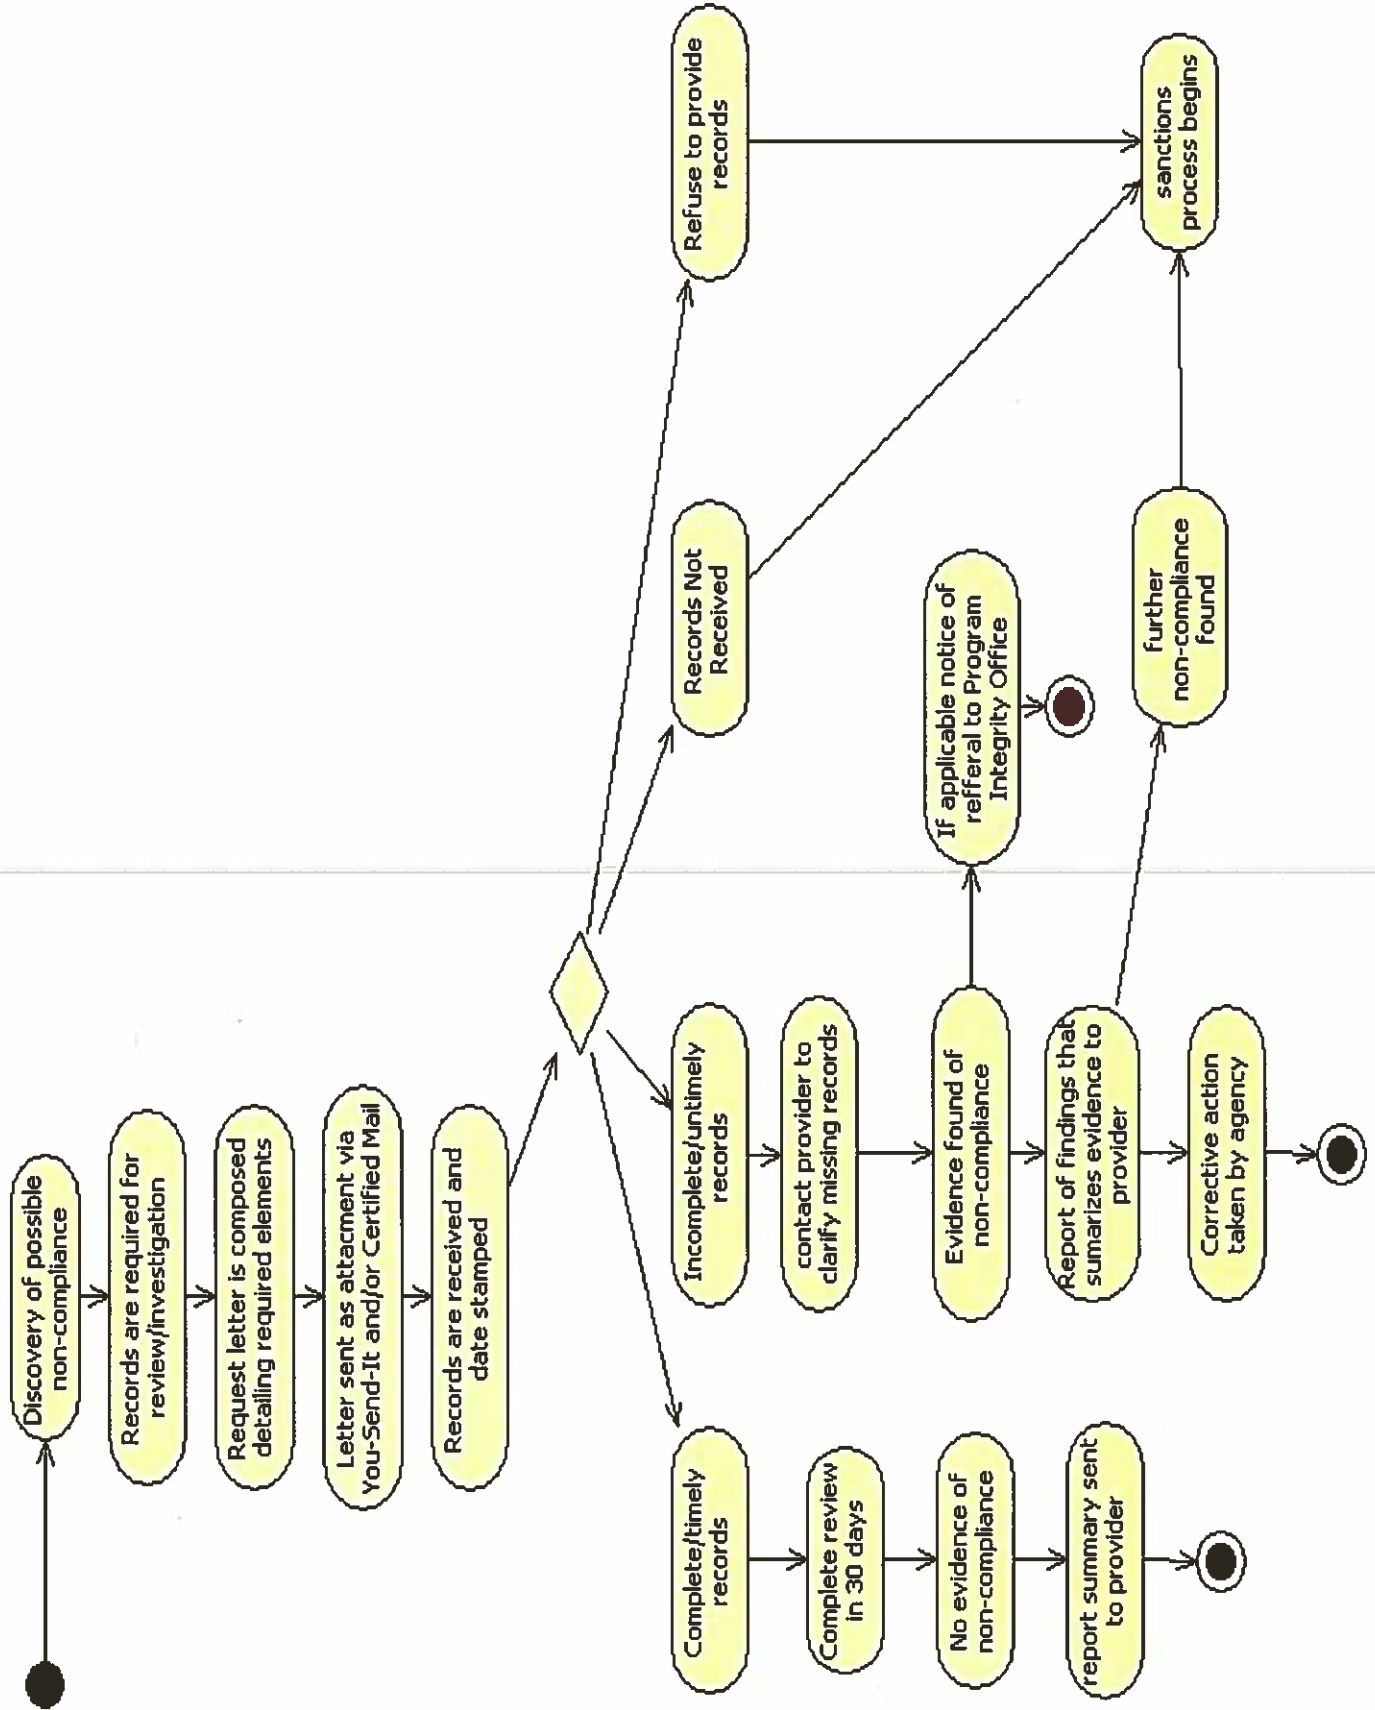 Discovery of possible
non-compliance
Records are required for
review/investigation
Request letter is composed
detailing required elements
Letter sent as attacment via
You-Send-It and/or Certified Mail
Records are received and
date stamped
Complete/timely
records
Incomplete/untimely
records
Records Not
Received
Refuse to provide
records
Complete review
in 30 days
contact provider to
clarify missing records
No evidence of
non-compliance
Evidence found of
non-compliance
If applicable notice of
refferal to Program
Integrity Office
report summary sent
to provider
Report of findings that
sumarizes evidence to
provider
further
non-compliance
found
sanctions
process begins
Corrective action
taken by agency